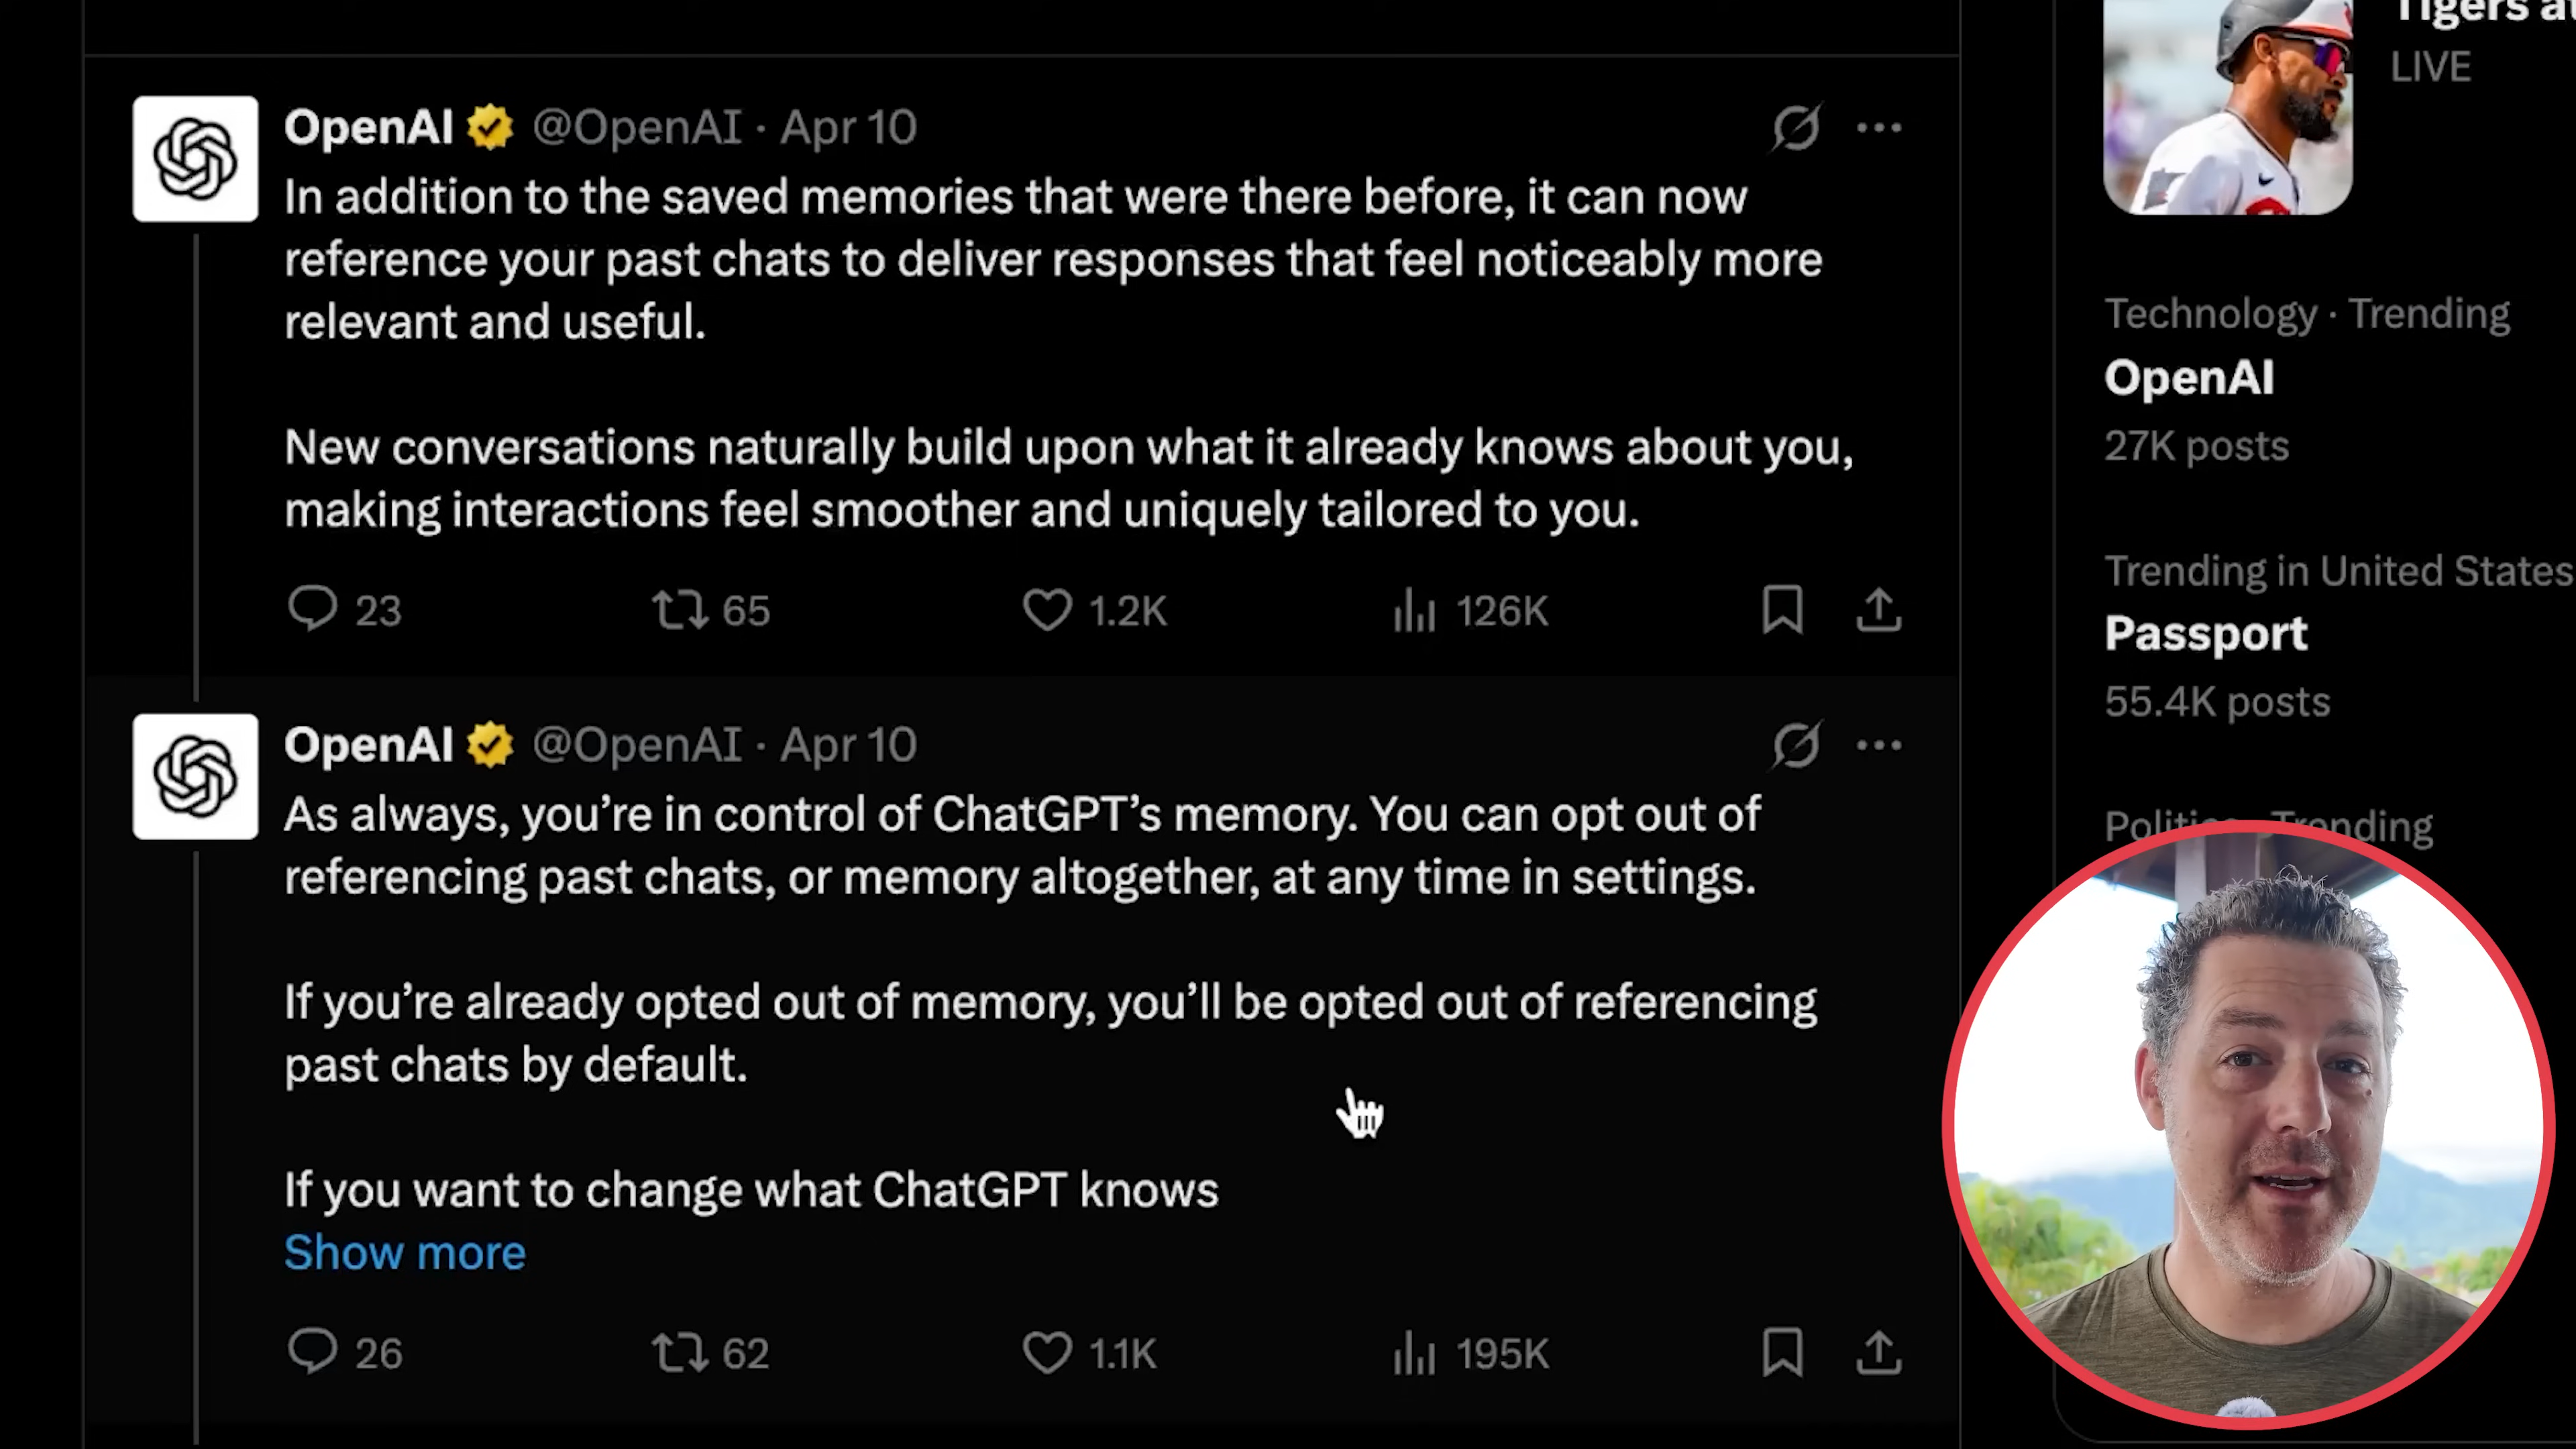 OpenAI @OpenAI · Apr 10
In addition to the saved memories that were there before, it can now
reference your past chats to deliver responses that feel noticeably more
relevant and useful.
New conversations naturally build upon what it already knows about you,
making interactions feel smoother and uniquely tailored to you.
23 65 1.2K 126K
OpenAI @OpenAI · Apr 10
As always, you’re in control of ChatGPT’s memory. You can opt out of
referencing past chats, or memory altogether, at any time in settings.
If you’re already opted out of memory, you’ll be opted out of referencing
past chats by default.
If you want to change what ChatGPT knows
Show more
26 62 1.1K 195K
Tigers
LIVE
Technology · Trending
OpenAI
27K posts
Trending in United States
Passport
55.4K posts
Trending